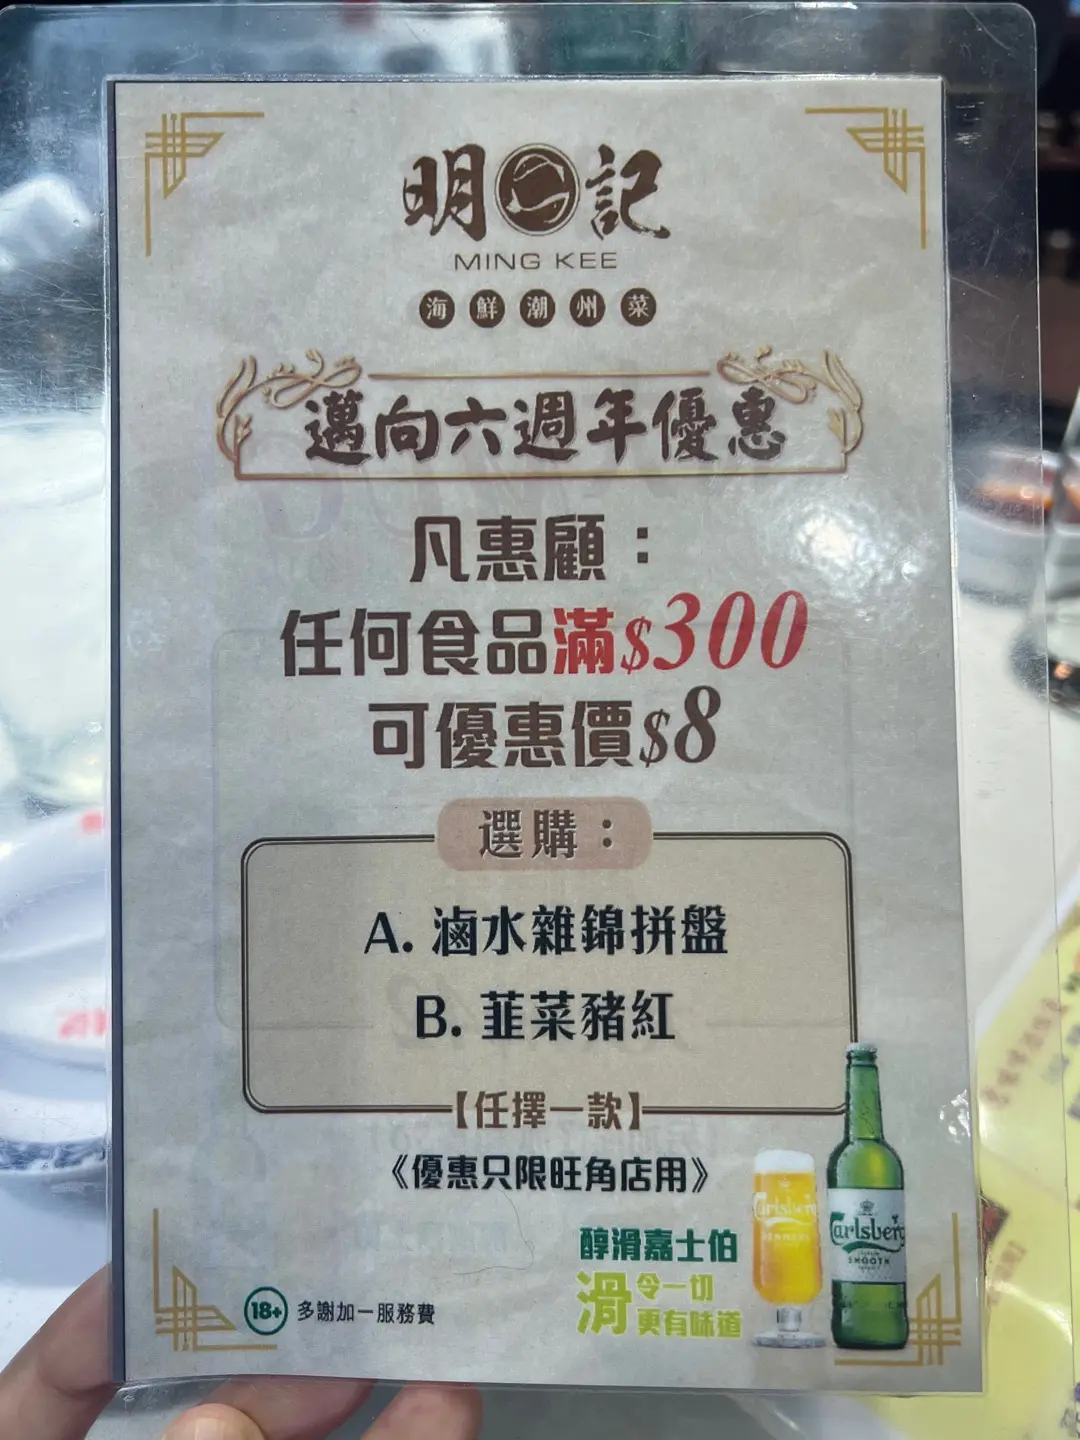 明記
MING KEE
海鮮潮州菜
邁向六週年優惠
凡惠顧：
任何食品滿$300
可優惠價$8
選購：
A. 滷水雜錦拼盤
B. 韮菜豬紅
【任擇一款】
《優惠只限旺角店用》
醇滑嘉士伯
滑令一切
更有味道
18+ 多謝加一服務費
Carlsberg
Carlsberg
SMOOTH